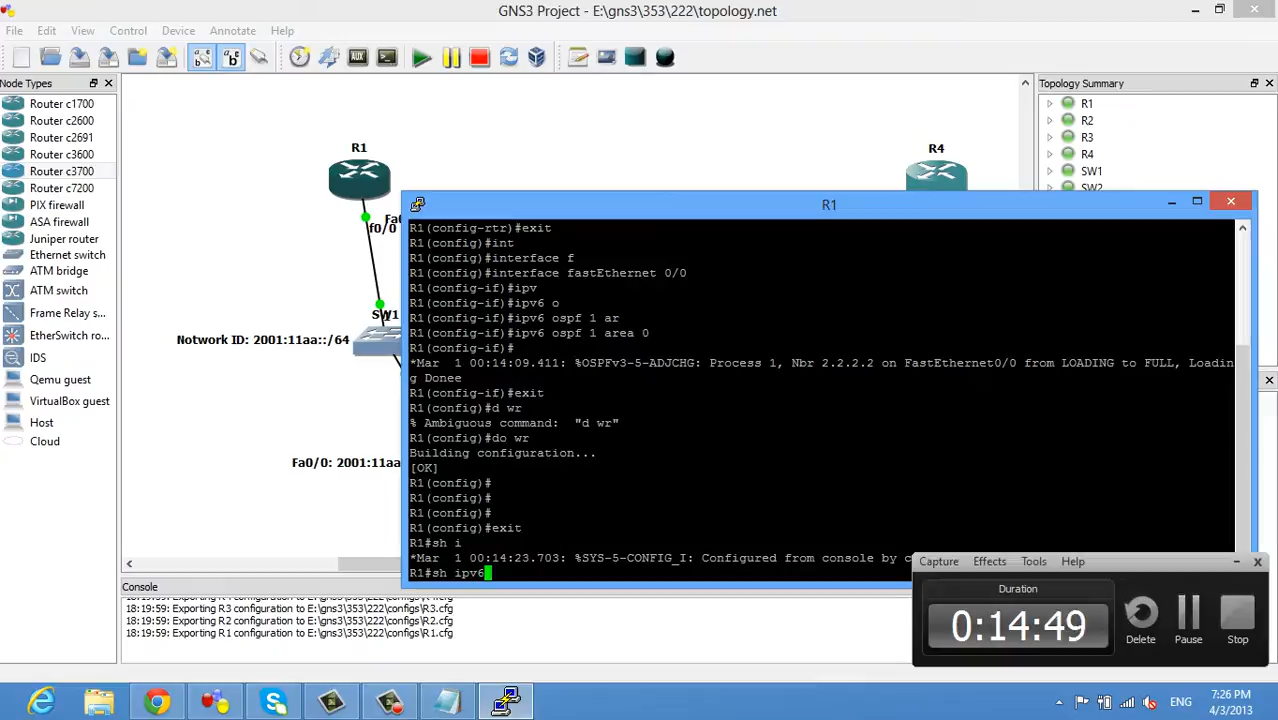 GNS3 Project - E:\gns3\353\222\topology.net
File Edit View Control Device Annotate Help
Node Types
Router c1700
Router c2600
Router c2691
Router c3600
Router c3700
Router c7200
PIX firewall
ASA firewall
Juniper router
Ethernet switch
ATM bridge
ATM switch
Frame Relay s...
EtherSwitch ro...
IDS
Qemu guest
VirtualBox guest
Host
Cloud
R1
f0/0
SW1
Notwork ID: 2001:11aa::/64
Fa0/0: 2001:11aa
R4
Topology Summary
R1
R2
R3
R4
SW1
SW2
R1
R1(config-rtr)#exit
R1(config)#int
R1(config)#interface f
R1(config)#interface fastEthernet 0/0
R1(config-if)#ipv
R1(config-if)#ipv6 o
R1(config-if)#ipv6 ospf 1 ar
R1(config-if)#ipv6 ospf 1 area 0
R1(config-if)#
*Mar  1 00:14:09.411: %OSPFv3-5-ADJCHG: Process 1, Nbr 2.2.2.2 on FastEthernet0/0 from LOADING to FULL, Loadin
g Donee
R1(config-if)#exit
R1(config)#d wr
% Ambiguous command:  "d wr"
R1(config)#do wr
Building configuration...
[OK]
R1(config)#
R1(config)#
R1(config)#
R1(config)#exit
R1#sh i
*Mar  1 00:14:23.703: %SYS-5-CONFIG_I: Configured from console by c
R1#sh ipv6
Console
18:19:59: Exporting R3 configuration to E:\gns3\353\222\configs\R3.cfg
18:19:59: Exporting R2 configuration to E:\gns3\353\222\configs\R2.cfg
18:19:59: Exporting R1 configuration to E:\gns3\353\222\configs\R1.cfg
Capture Effects Tools Help
Duration
0:14:49
Delete Pause Stop
ENG
7:26 PM
4/3/2013